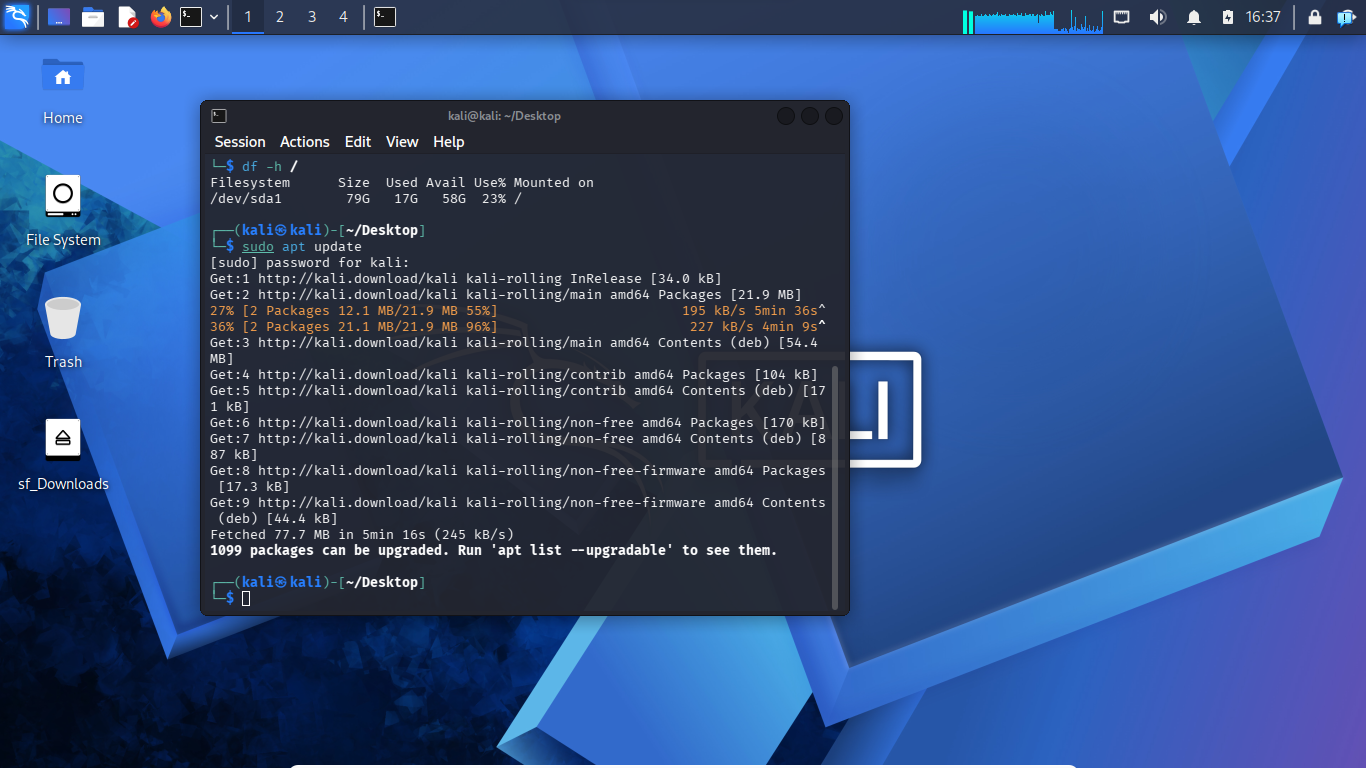 1 2 3 4 16:37
Home
File System
Trash
sf_Downloads
kali@kali: ~/Desktop
Session Actions Edit View Help
└─$ df -h /
Filesystem      Size  Used Avail Use% Mounted on
/dev/sda1        79G   17G   58G  23% /
┌──(kali㉿kali)-[~/Desktop]
└─$ sudo apt update
[sudo] password for kali:
Get:1 http://kali.download/kali kali-rolling InRelease [34.0 kB]
Get:2 http://kali.download/kali kali-rolling/main amd64 Packages [21.9 MB]
27% [2 Packages 12.1 MB/21.9 MB 55%]                       195 kB/s 5min 36s^
36% [2 Packages 21.1 MB/21.9 MB 96%]                        227 kB/s 4min 9s^
Get:3 http://kali.download/kali kali-rolling/main amd64 Contents (deb) [54.4
MB]
Get:4 http://kali.download/kali kali-rolling/contrib amd64 Packages [104 kB]
Get:5 http://kali.download/kali kali-rolling/contrib amd64 Contents (deb) [17
1 kB]
Get:6 http://kali.download/kali kali-rolling/non-free amd64 Packages [170 kB]
Get:7 http://kali.download/kali kali-rolling/non-free amd64 Contents (deb) [8
87 kB]
Get:8 http://kali.download/kali kali-rolling/non-free-firmware amd64 Packages
 [17.3 kB]
Get:9 http://kali.download/kali kali-rolling/non-free-firmware amd64 Contents
 (deb) [44.4 kB]
Fetched 77.7 MB in 5min 16s (245 kB/s)
1099 packages can be upgraded. Run 'apt list --upgradable' to see them.
┌──(kali㉿kali)-[~/Desktop]
└─$
KALI